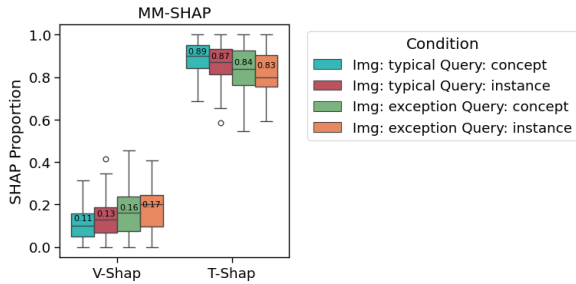 MM-SHAP
SHAP Proportion
1.0
0.8
0.6
0.4
0.2
0.0
0.11
0.13
0.16
0.17
0.89
0.87
0.84
0.83
V-Shap
T-Shap
Condition
Img: typical Query: concept
Img: typical Query: instance
Img: exception Query: concept
Img: exception Query: instance